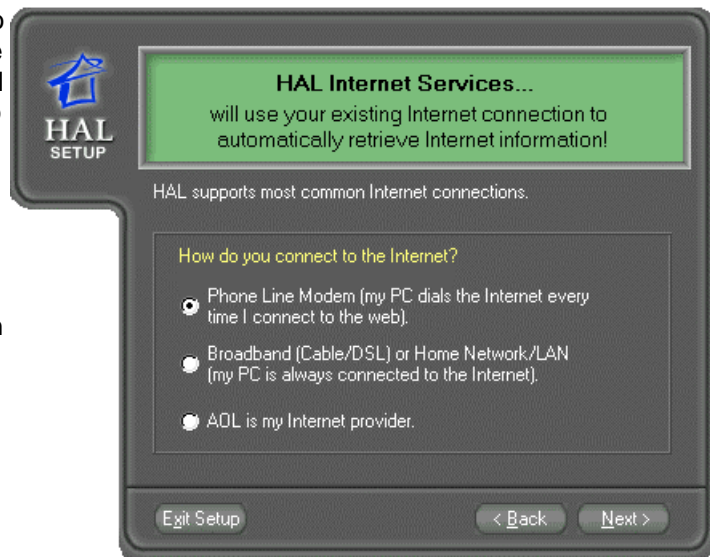 HAL
SETUP
HAL Internet Services...
will use your existing Internet connection to
automatically retrieve Internet information!
HAL supports most common Internet connections.
How do you connect to the Internet?
Phone Line Modem (my PC dials the Internet every
time I connect to the web).
Broadband (Cable/DSL) or Home Network/LAN
(my PC is always connected to the Internet).
AOL is my Internet provider.
Exit Setup
< Back
Next >